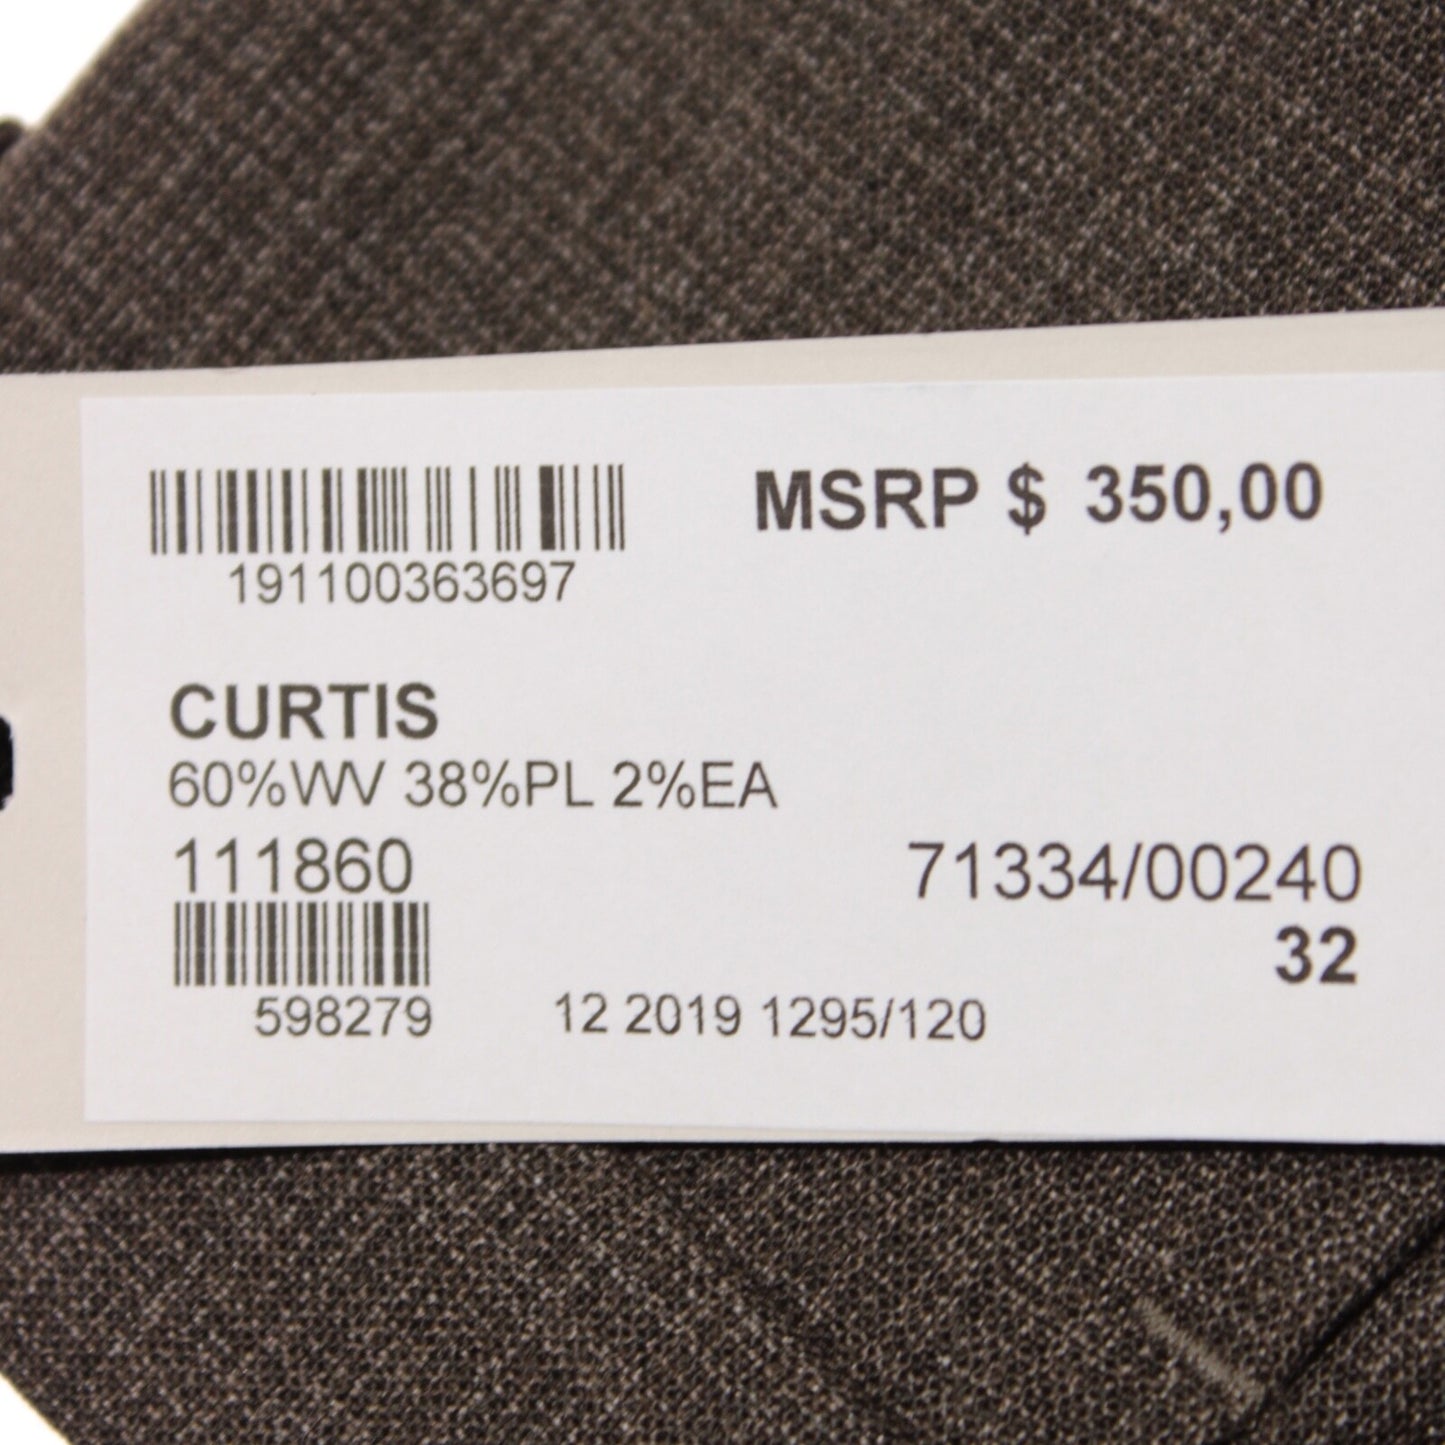 MSRP $ 350,00
191100363697
CURTIS
60%WV 38%PL 2%EA
111860
71334/00240
32
598279
12 2019 1295/120